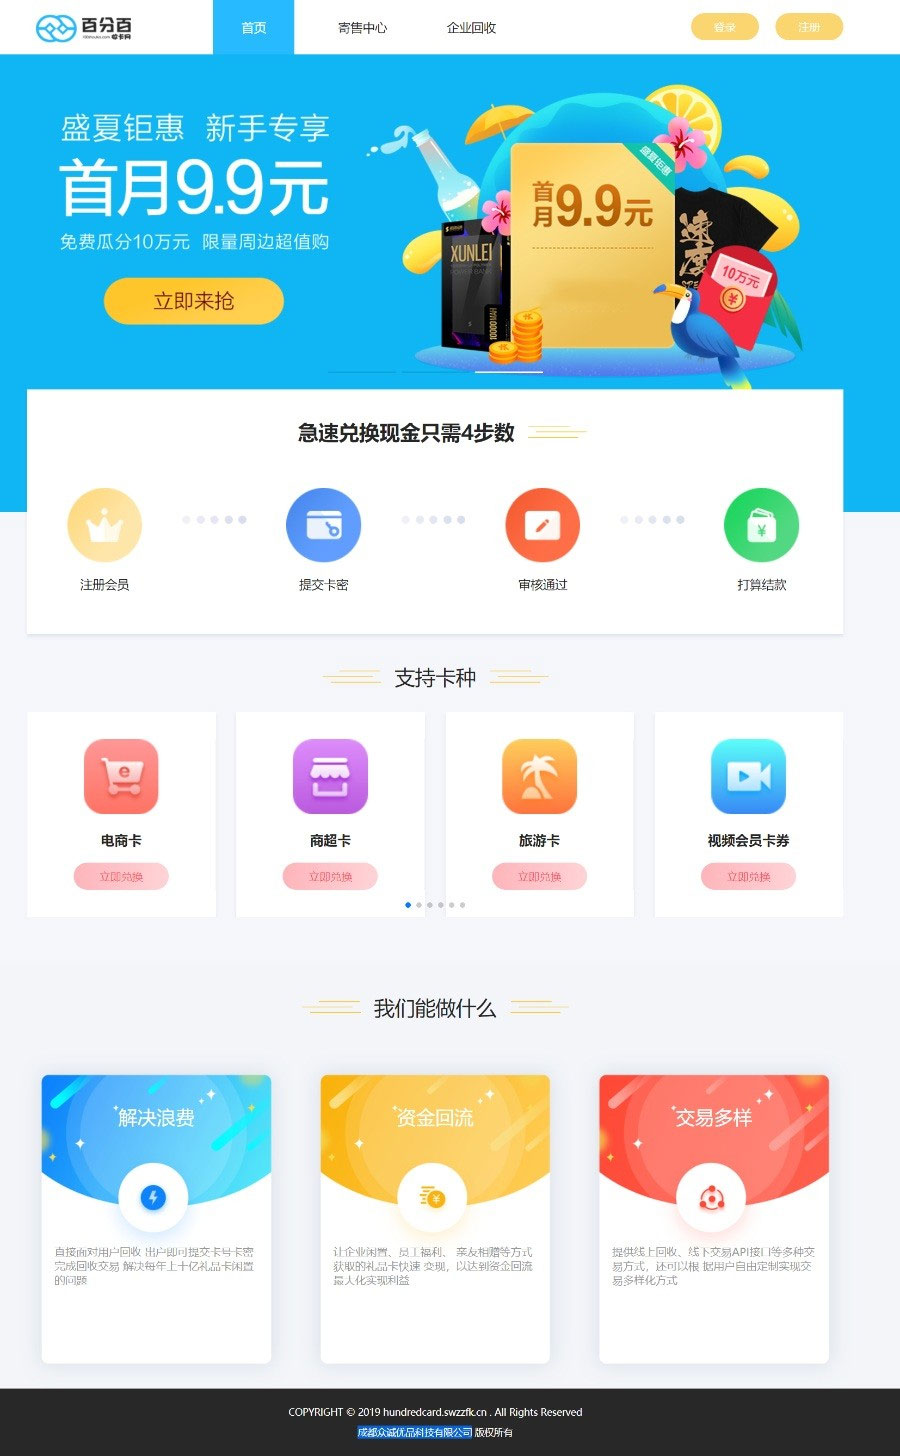 百分百
收卡网
首页
寄售中心
企业回收
登录
注册
盛夏钜惠 新手专享
首月9.9元
免费瓜分10万元 限量周边超值购
立即来抢
盛夏钜惠
首月9.9元
XUNLEI
速度
10万元
急速兑换现金只需4步数
注册会员
提交卡密
审核通过
打算结款
支持卡种
电商卡
商超卡
旅游卡
视频会员卡券
立即兑换
立即兑换
立即兑换
立即兑换
我们能做什么
解决浪费
资金回流
交易多样
直接面对用户回收 出户即可提交卡号卡密
完成回收交易 解决每年上十亿礼品卡闲置
的问题
让企业闲置、员工福利、 亲友相赠等方式
获取的礼品卡快速 变现，以达到资金回流
最大化实现利益
提供线上回收、线下交易API接口等多种交
易方式，还可以根 据用户自由定制实现交
易多样化方式
COPYRIGHT © 2019 hundredcard.swzzfk.cn . All Rights Reserved
成都众诚优品科技有限公司 版权所有